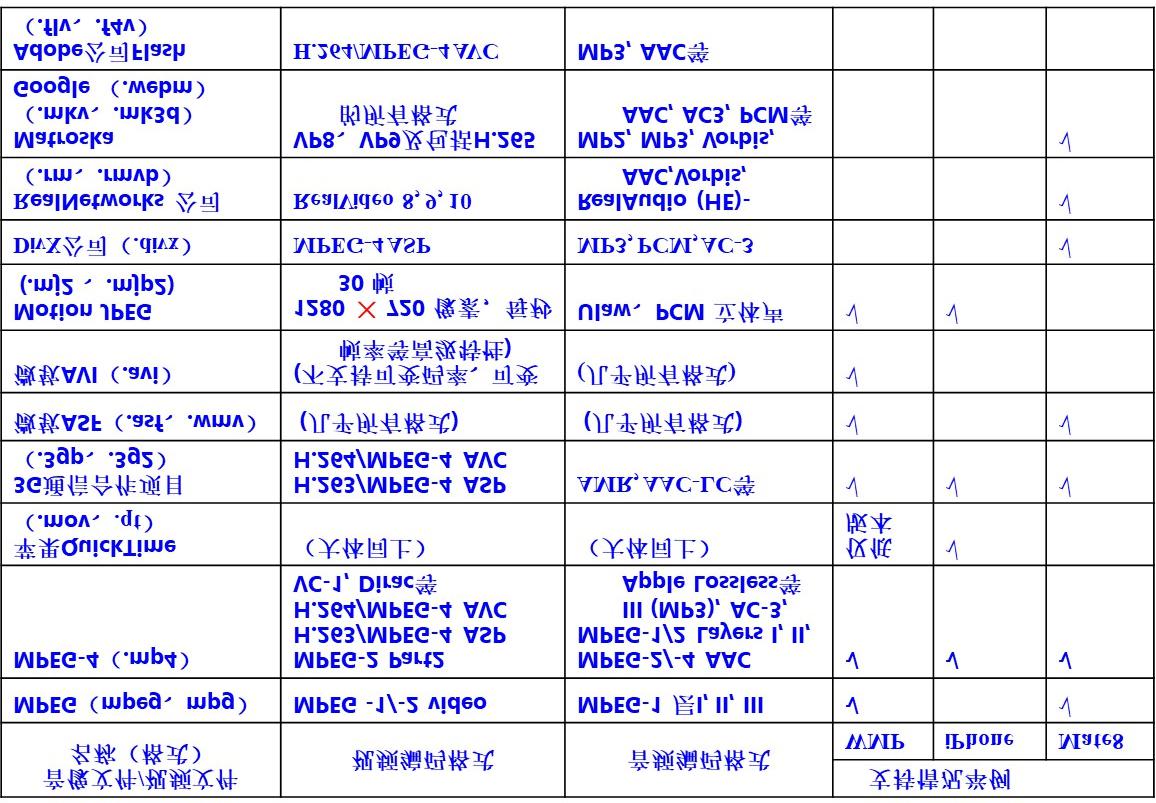 音像文件/视频文件
名称（格式）
视频编码格式
音频编码格式
支持情况举例
WMP
iPhone
Mate8
MPEG（mpeg、mpg）
MPEG -1/-2 video
MPEG-1 层I, II, III
√
√
MPEG-4（.mp4）
MPEG-2 Part2
H.263/MPEG-4 ASP
H.264/MPEG-4 AVC
VC-1, Dirac等
MPEG-2/-4 AAC
MPEG-1/2 Layers I, II,
III (MP3), AC-3,
Apple Lossless等
√
√
√
苹果QuickTime
（.mov、.qt）
（大体同上）
（大体同上）
仅低
版本
√
3G通信合作项目
（.3gp、.3g2）
H.263/MPEG-4 ASP
H.264/MPEG-4 AVC
AMR, AAC-LC等
√
√
√
微软ASF（.asf、.wmv）
(几乎所有格式)
(几乎所有格式)
√
√
微软AVI（.avi）
(不支持可变码率、可变
帧率等高级特性)
(几乎所有格式)
√
Motion JPEG
(.mj2 、.mjp2)
1280 × 720 像素，每秒
30 帧
Ulaw、PCM 立体声
√
√
DivX公司（.divx）
MPEG-4 ASP
MP3, PCM, AC-3
√
RealNetworks 公司
（.rm、.rmvb）
RealVideo 8, 9, 10
RealAudio (HE)-
AAC,Vorbis,
√
Matroska
（.mkv、.mk3d）
Google （.webm）
VP8、VP9及包括H.265
的所有格式
MP2, MP3, Vorbis,
AAC, AC3, PCM等
√
Adobe公司Flash
（.flv、.f4v）
H.264/MPEG-4 AVC
MP3, AAC等